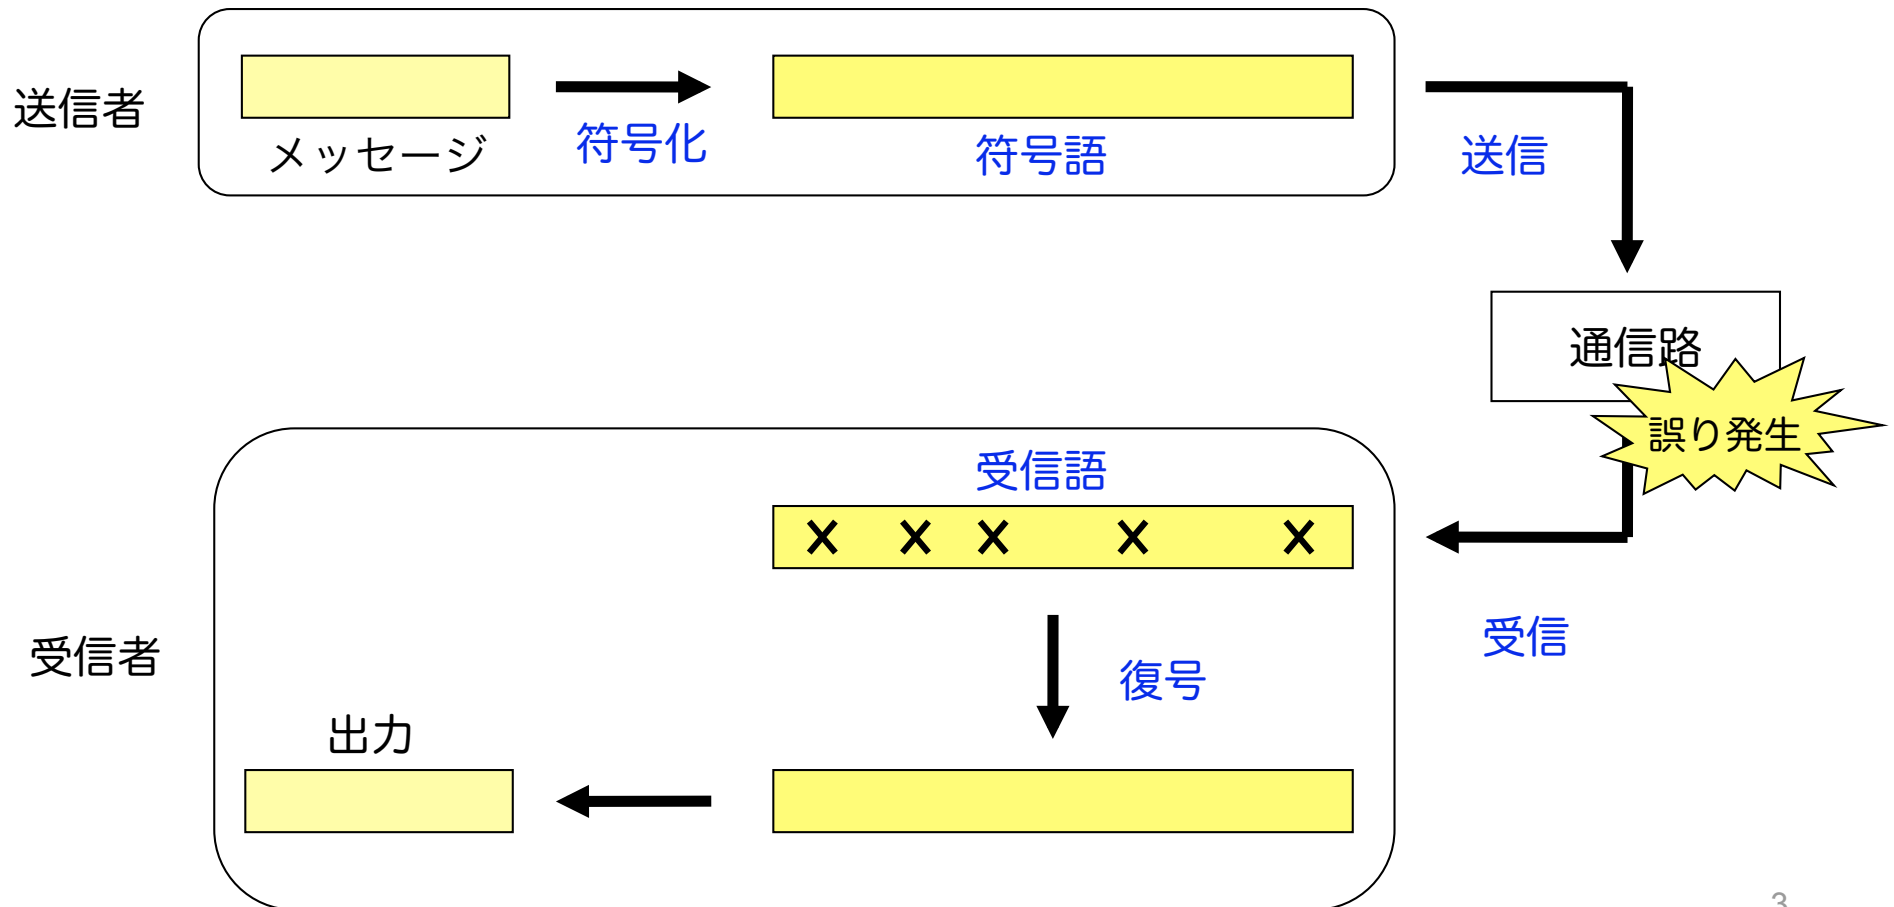 送信者
メッセージ
符号化
符号語
送信
通信路
誤り発生
受信語
受信
受信者
復号
出力
3